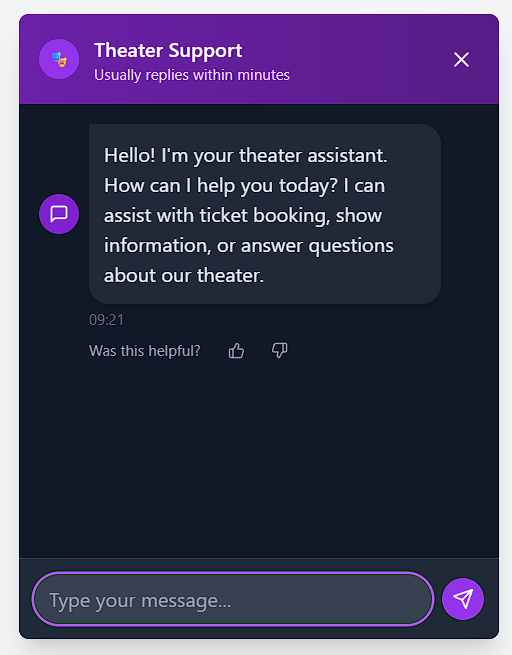 Theater Support
Usually replies within minutes
Hello! I'm your theater assistant.
How can I help you today? I can
assist with ticket booking, show
information, or answer questions
about our theater.
09:21
Was this helpful?
Type your message...